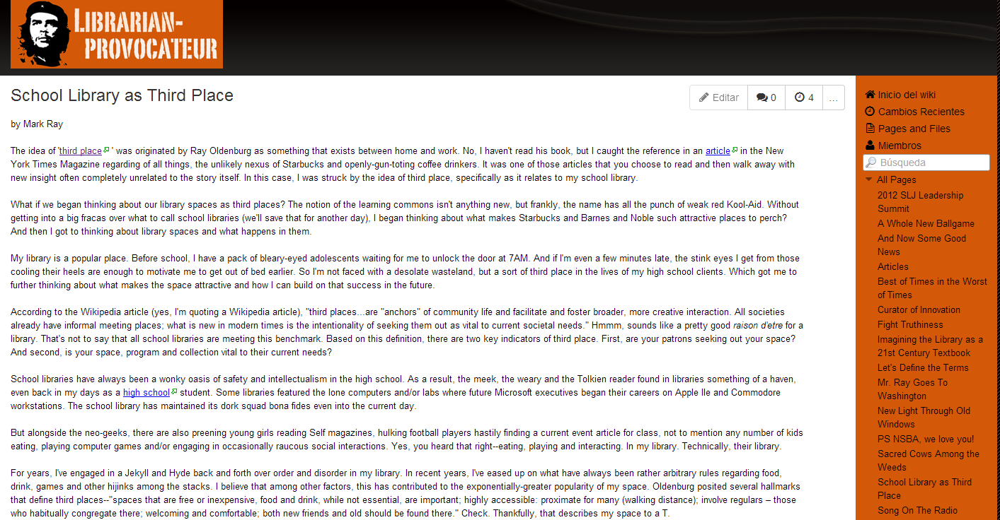 LIBRARIAN-
PROVOCATEUR
School Library as Third Place
Editar
0
4
...
by Mark Ray
The idea of 'third place' was originated by Ray Oldenburg as something that exists between home and work. No, I haven't read his book, but I caught the reference in an article in the New
York Times Magazine regarding of all things, the unlikely nexus of Starbucks and openly-gun-toting coffee drinkers. It was one of those articles that you choose to read and then walk away with
new insight often completely unrelated to the story itself. In this case, I was struck by the idea of third place, specifically as it relates to my school library.
What if we began thinking about our library spaces as third places? The notion of the learning commons isn't anything new, but frankly, the name has all the punch of weak red Kool-Aid. Without
getting into a big fracas over what to call school libraries (we'll save that for another day), I began thinking about what makes Starbucks and Barnes and Noble such attractive places to perch?
And then I got to thinking about library spaces and what happens in them.
My library is a popular place. Before school, I have a pack of bleary-eyed adolescents waiting for me to unlock the door at 7AM. And if I'm even a few minutes late, the stink eyes I get from those
cooling their heels are enough to motivate me to get out of bed earlier. So I'm not faced with a desolate wasteland, but a sort of third place in the lives of my high school clients. Which got me to
further thinking about what makes the space attractive and how I can build on that success in the future.
According to the Wikipedia article (yes, I'm quoting a Wikipedia article), "third places...are "anchors" of community life and facilitate and foster broader, more creative interaction. All societies
already have informal meeting places; what is new in modern times is the intentionality of seeking them out as vital to current societal needs." Hmmm, sounds like a pretty good raison d'etre for a
library. That's not to say that all school libraries are meeting this benchmark. Based on this definition, there are two key indicators of third place. First, are your patrons seeking out your space?
And second, is your space, program and collection vital to their current needs?
School libraries have always been a wonky oasis of safety and intellectualism in the high school. As a result, the meek, the weary and the Tolkien reader found in libraries something of a haven,
even back in my days as a high school student. Some libraries featured the lone computers and/or labs where future Microsoft executives began their careers on Apple IIe and Commodore
workstations. The school library has maintained its dork squad bona fides even into the current day.
But alongside the neo-geeks, there are also preening young girls reading Self magazines, hulking football players hastily finding a current event article for class, not to mention any number of kids
eating, playing computer games and/or engaging in occasionally raucous social interactions. Yes, you heard that right--eating, playing and interacting. In my library. Technically, their library.
For years, I've engaged in a Jekyll and Hyde back and forth over order and disorder in my library. In recent years, I've eased up on what have always been rather arbitrary rules regarding food,
drink, games and other hijinks among the stacks. I believe that among other factors, this has contributed to the exponentially-greater popularity of my space. Oldenburg posited several hallmarks
that define third places--"spaces that are free or inexpensive, food and drink, while not essential, are important; highly accessible: proximate for many (walking distance); involve regulars – those
who habitually congregate there; welcoming and comfortable; both new friends and old should be found there." Check. Thankfully, that describes my space to a T.
Inicio del wiki
Cambios Recientes
Pages and Files
Miembros
Búsqueda
All Pages
2012 SLJ Leadership
Summit
A Whole New Ballgame
And Now Some Good
News
Articles
Best of Times in the Worst
of Times
Curator of Innovation
Fight Truthiness
Imagining the Library as a
21st Century Textbook
Let's Define the Terms
Mr. Ray Goes To
Washington
New Light Through Old
Windows
PS NSBA, we love you!
Sacred Cows Among the
Weeds
School Library as Third
Place
Song On The Radio